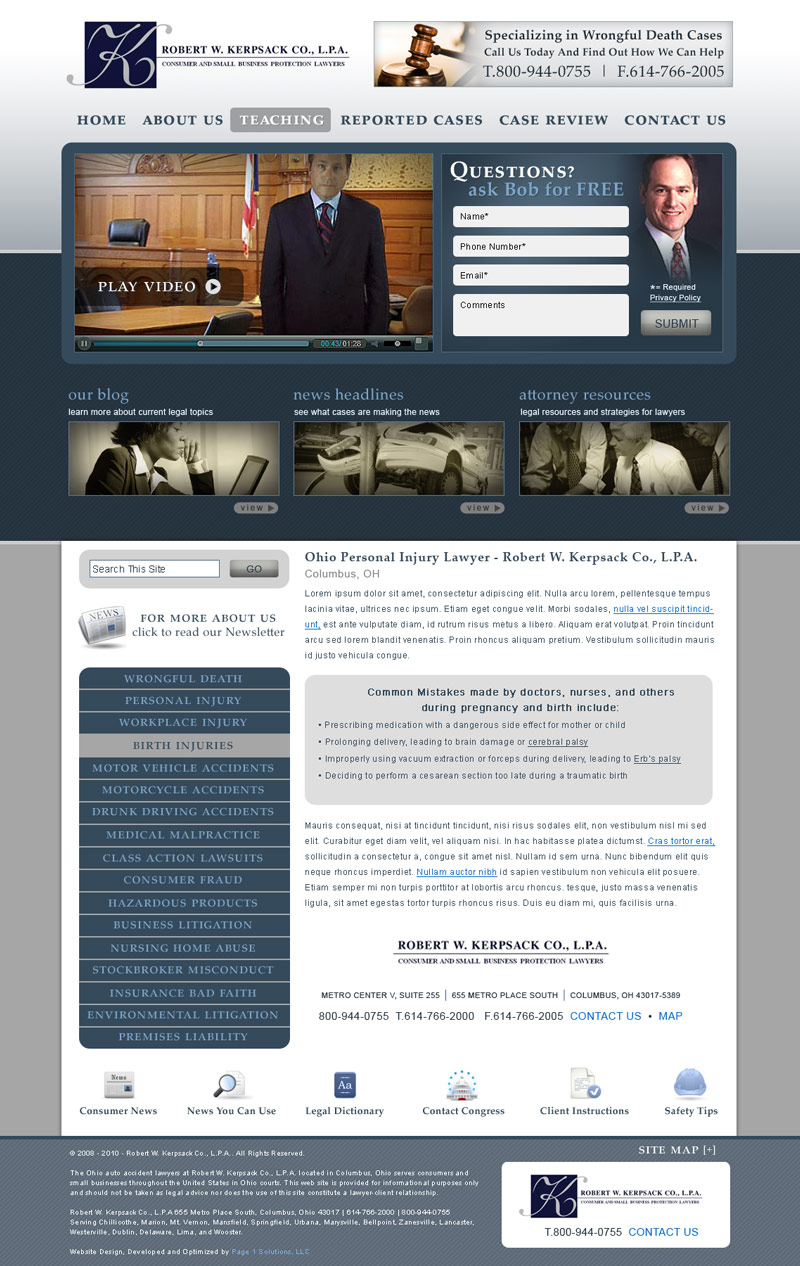 K
ROBERT W. KERPSACK CO., L.P.A.
CONSUMER AND SMALL BUSINESS PROTECTION LAWYERS
Specializing in Wrongful Death Cases
Call Us Today And Find Out How We Can Help
T.800-944-0755 | F.614-766-2005
HOME ABOUT US TEACHING REPORTED CASES CASE REVIEW CONTACT US
PLAY VIDEO
00:43/01:28
QUESTIONS?
ask Bob for FREE
Name*
Phone Number*
Email*
Comments
*= Required
Privacy Policy
SUBMIT
our blog
learn more about current legal topics
view
news headlines
see what cases are making the news
view
attorney resources
legal resources and strategies for lawyers
view
Search This Site
GO
NEWS
FOR MORE ABOUT US
click to read our Newsletter
WRONGFUL DEATH
PERSONAL INJURY
WORKPLACE INJURY
BIRTH INJURIES
MOTOR VEHICLE ACCIDENTS
MOTORCYCLE ACCIDENTS
DRUNK DRIVING ACCIDENTS
MEDICAL MALPRACTICE
CLASS ACTION LAWSUITS
CONSUMER FRAUD
HAZARDOUS PRODUCTS
BUSINESS LITIGATION
NURSING HOME ABUSE
STOCKBROKER MISCONDUCT
INSURANCE BAD FAITH
ENVIRONMENTAL LITIGATION
PREMISES LIABILITY
Ohio Personal Injury Lawyer - Robert W. Kerpsack Co., L.P.A.
Columbus, OH
Lorem ipsum dolor sit amet, consectetur adipiscing elit. Nulla arcu lorem, pellentesque tempus
lacinia vitae, ultrices nec ipsum. Etiam eget congue velit. Morbi sodales, nulla vel suscipit tincid-
unt, est ante vulputate diam, id rutrum risus metus a libero. Aliquam erat volutpat. Proin tincidunt
arcu sed lorem blandit venenatis. Proin rhoncus aliquam pretium. Vestibulum sollicitudin mauris
id justo vehicula congue.
Common Mistakes made by doctors, nurses, and others
during pregnancy and birth include:
• Prescribing medication with a dangerous side effect for mother or child
• Prolonging delivery, leading to brain damage or cerebral palsy
• Improperly using vacuum extraction or forceps during delivery, leading to Erb's palsy
• Deciding to perform a cesarean section too late during a traumatic birth
Mauris consequat, nisi at tincidunt tincidunt, nisi risus sodales elit, non vestibulum nisl mi sed
elit. Curabitur eget diam velit, vel aliquam nisi. In hac habitasse platea dictumst. Cras tortor erat,
sollicitudin a consectetur a, congue sit amet nisl. Nullam id sem urna. Nunc bibendum elit quis
neque rhoncus imperdiet. Nullam auctor nibh id sapien vestibulum non vehicula elit posuere.
Etiam semper mi non turpis porttitor at lobortis arcu rhoncus. tesque, justo massa venenatis
ligula, sit amet egestas tortor turpis rhoncus risus. Duis eu diam mi, quis facilisis urna.
ROBERT W. KERPSACK CO., L.P.A.
CONSUMER AND SMALL BUSINESS PROTECTION LAWYERS
METRO CENTER V, SUITE 255 | 655 METRO PLACE SOUTH | COLUMBUS, OH 43017-5389
800-944-0755 T.614-766-2000 F.614-766-2005 CONTACT US • MAP
News
Aa
Consumer News News You Can Use Legal Dictionary Contact Congress Client Instructions Safety Tips
© 2008 - 2010 - Robert W. Kerpsack Co., L.P.A.. All Rights Reserved.
The Ohio auto accident lawyers at Robert W. Kerpsack Co., L.P.A. located in Columbus, Ohio serves consumers and
small businesses throughout the United States in Ohio courts. This web site is provided for informational purposes only
and should not be taken as legal advice nor does the use of this site constitute a lawyer-client relationship.
Robert W. Kerpsack Co., L.P.A 655 Metro Place South, Columbus, Ohio 43017 | 614-766-2000 | 800-944-0755
Serving Chillicothe, Marion, Mt. Vernon, Mansfield, Springfield, Urbana, Marysville, Bellpoint, Zanesville, Lancaster,
Westerville, Dublin, Delaware, Lima, and Wooster.
Website Design, Developed and Optimized by Page 1 Solutions, LLC
SITE MAP [+]
K
ROBERT W. KERPSACK CO., L.P.A.
CONSUMER AND SMALL BUSINESS PROTECTION LAWYERS
T.800-944-0755 CONTACT US